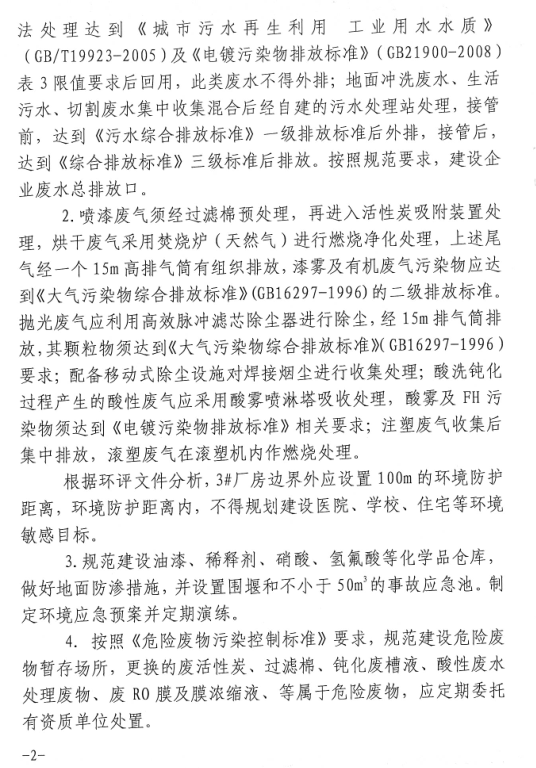 法处理达到《城市污水再生利用 工业用水水质》
（GB/T19923-2005）及《电镀污染物排放标准》（GB21900-2008）
表 3 限值要求后回用，此类废水不得外排；地面冲洗废水、生活
污水、切割废水集中收集混合后经自建的污水处理站处理，接管
前，达到《污水综合排放标准》一级排放标准后外排，接管后，
达到《综合排放标准》三级标准后排放。按照规范要求，建设企
业废水总排放口。
2.喷漆废气须经过滤棉预处理，再进入活性炭吸附装置处
理，烘干废气采用焚烧炉（天然气）进行燃烧净化处理，上述尾
气经一个 15m 高排气筒有组织排放，漆雾及有机废气污染物应达
到《大气污染物综合排放标准》(GB16297-1996)的二级排放标准。
抛光废气应利用高效脉冲滤芯除尘器进行除尘，经 15m 排气筒排
放，其颗粒物须达到《大气污染物综合排放标准》（GB16297-1996）
要求；配备移动式除尘设施对焊接烟尘进行收集处理；酸洗钝化
过程产生的酸性废气应采用酸雾喷淋塔吸收处理，酸雾及 FH 污
染物须达到《电镀污染物排放标准》相关要求；注塑废气收集后
集中排放，滚塑废气在滚塑机内作燃烧处理。
根据环评文件分析，3#厂房边界外应设置 100m 的环境防护
距离，环境防护距离内，不得规划建设医院、学校、住宅等环境
敏感目标。
3.规范建设油漆、稀释剂、硝酸、氢氟酸等化学品仓库，
做好地面防渗措施，并设置围堰和不小于 50m³的事故应急池。制
定环境应急预案并定期演练。
4. 按照《危险废物污染控制标准》要求，规范建设危险废
物暂存场所，更换的废活性炭、过滤棉、钝化废槽液、酸性废水
处理废物、废 RO 膜及膜浓缩液、等属于危险废物，应定期委托
有资质单位处置。
-2-